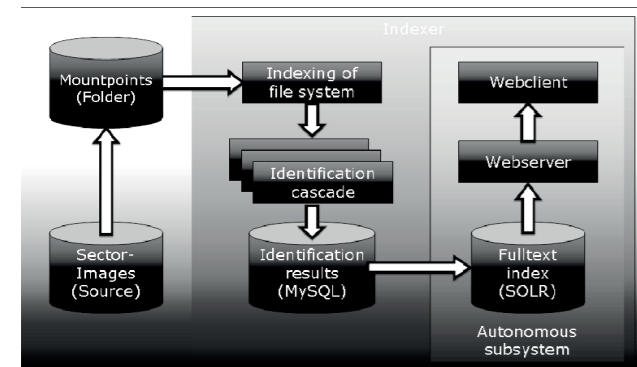 Indexer
Mountpoints
(Folder)
Indexing of
file system
Webclient
Identification
cascade
Webserver
Sector-
Images
(Source)
Identification
results
(MySQL)
Fulltext
index
(SOLR)
Autonomous
subsystem